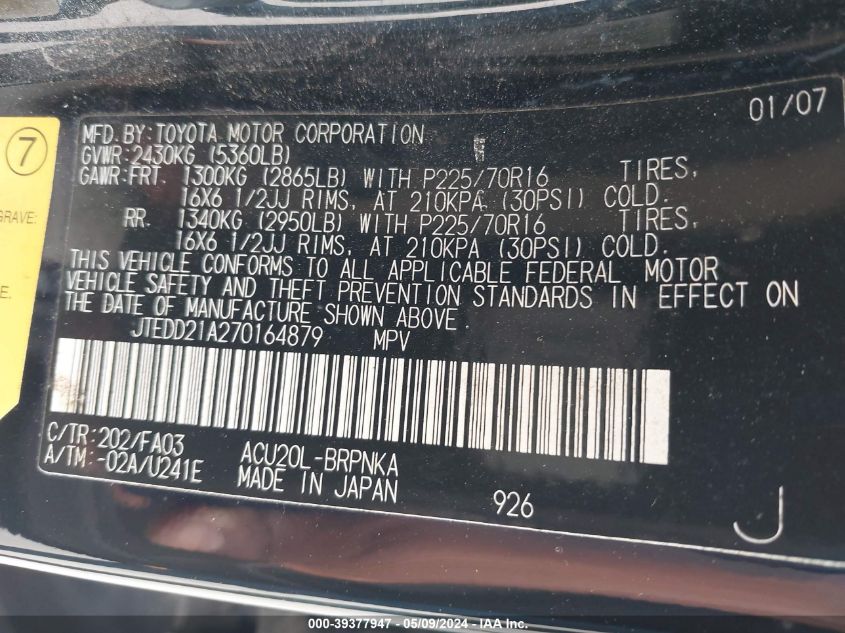 01/07
7
MFD. BY: TOYOTA MOTOR CORPORATION
GVWR: 2430KG (5360LB)
GAWR: FRT. 1300KG (2865LB) WITH P225/70R16 TIRES,
16X6 1/2JJ RIMS, AT 210KPA (30PSI) COLD.
RR. 1340KG (2950LB) WITH P225/70R16 TIRES,
16X6 1/2JJ RIMS, AT 210KPA (30PSI) COLD.
THIS VEHICLE CONFORMS TO ALL APPLICABLE FEDERAL MOTOR
VEHICLE SAFETY AND THEFT PREVENTION STANDARDS IN EFFECT ON
THE DATE OF MANUFACTURE SHOWN ABOVE.
JTEDD21A270164879 MPV
C/TR: 202/FA03 ACU20L-BRPNKA
A/TM: -02A/U241E MADE IN JAPAN
926
J
GRAVE:
E.
000-39377947 - 05/09/2024 - IAA Inc.